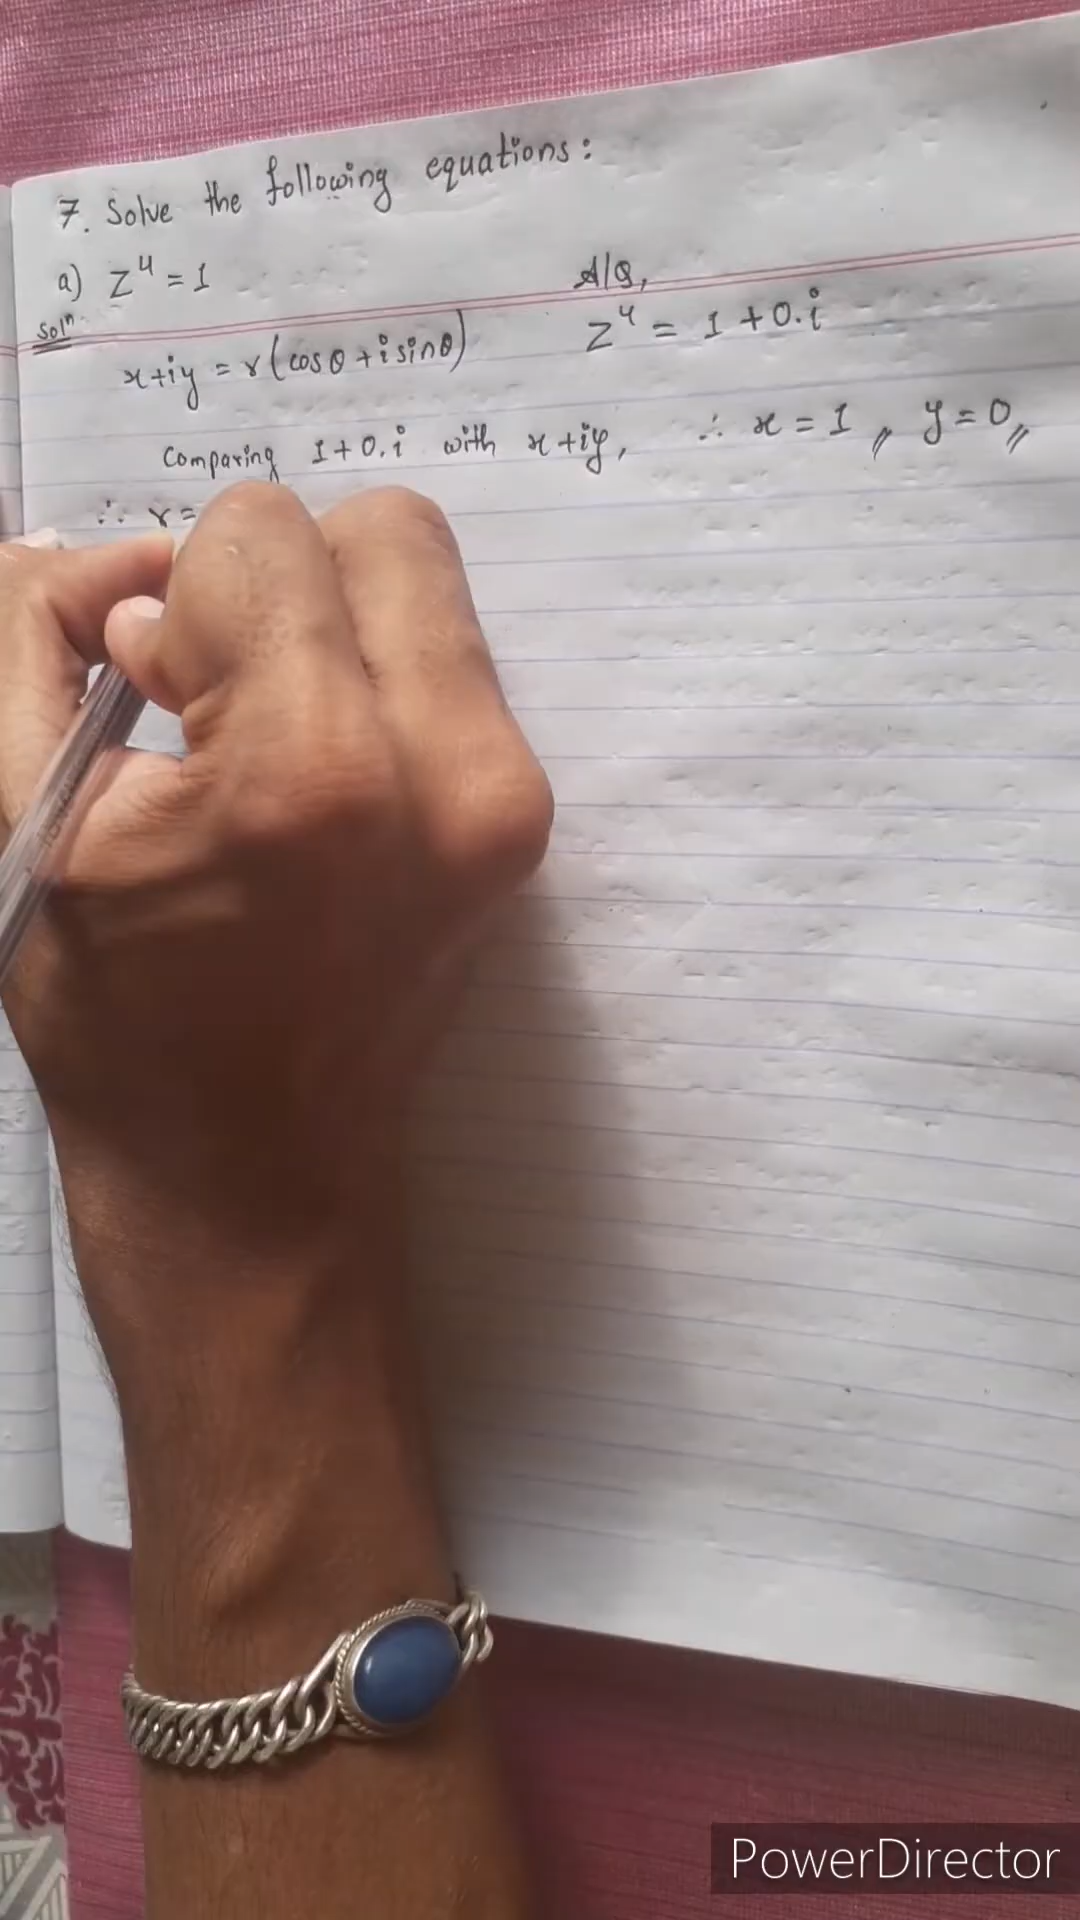 7. Solve the following equations:
a) Z⁴ = 1
Solⁿ
x+iy = r(cosθ + i sinθ)
A/Q,
Z⁴ = 1 + 0.i
Comparing 1+0.i with x+iy, ∴ x = 1 〃 y = 0 〃
∴ r =
PowerDirector